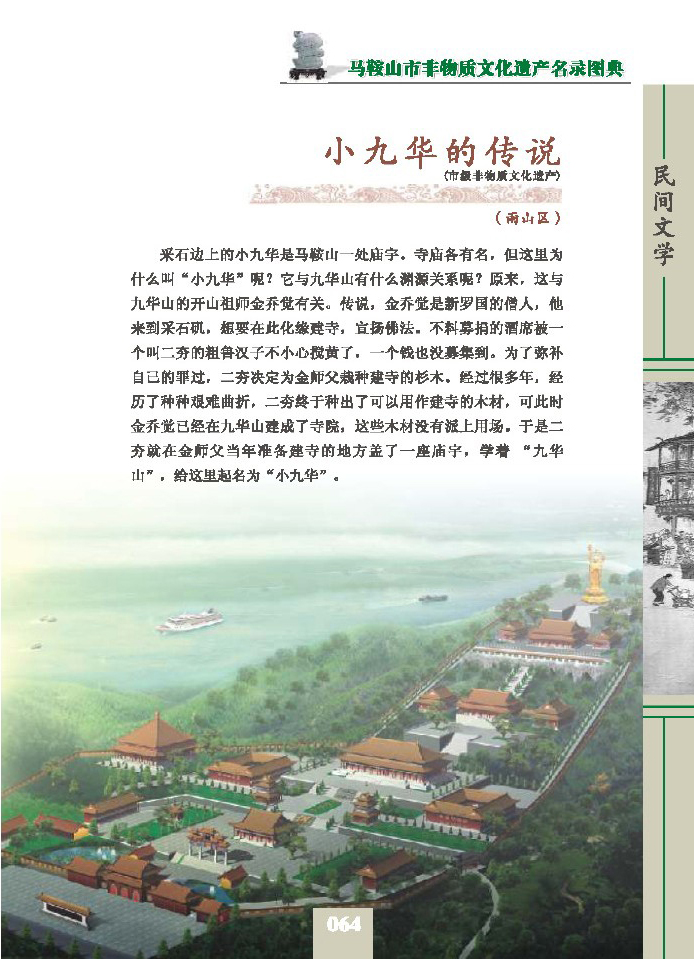 马鞍山市非物质文化遗产名录图典
小九华的传说
(市级非物质文化遗产)
（雨山区）
民间文学
采石边上的小九华是马鞍山一处庙宇。寺庙各有名，但这里为
什么叫“小九华”呢？它与九华山有什么渊源关系呢？原来，这与
九华山的开山祖师金乔觉有关。传说，金乔觉是新罗国的僧人，他
来到采石矶，想要在此化缘建寺，宣扬佛法。不料募捐的酒席被一
个叫二夯的粗鲁汉子不小心搅黄了，一个钱也没募集到。为了弥补
自己的罪过，二夯决定为金师父栽种建寺的杉木。经过很多年，经
历了种种艰难曲折，二夯终于种出了可以用作建寺的木材，可此时
金乔觉已经在九华山建成了寺院，这些木材没有派上用场。于是二
夯就在金师父当年准备建寺的地方盖了一座庙宇，学着“九华
山”，给这里起名为“小九华”。
064